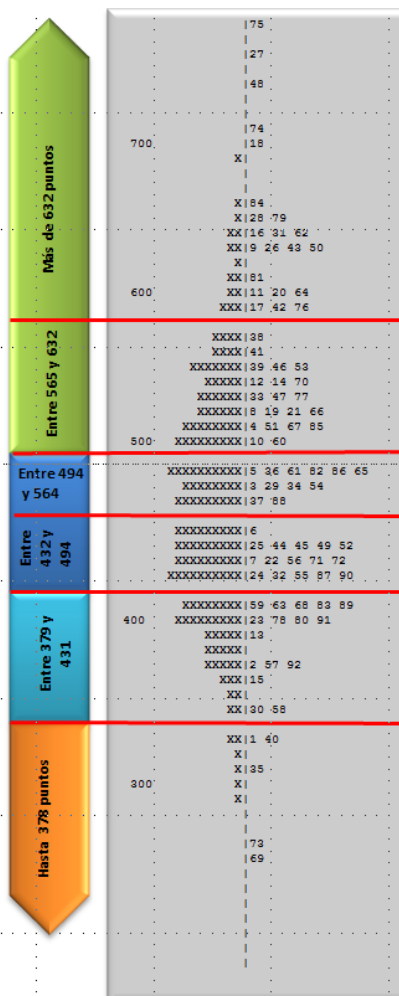 |75
|27
|48
|74
700 |18
X|
X|84
X|28 79
XX|16 31 62
XX|9 26 43 50
X|
XX|81
600 XX|11 20 64
XXX|17 42 76
XXXX|38
XXXX|41
XXXXXXX|39 46 53
XXXXX|12 14 70
XXXXXX|33 47 77
XXXXXXX|8 19 21 66
XXXXXXXX|4 51 67 85
500 XXXXXXXXX|10 60
XXXXXXXXXX|5 36 61 82 86 65
XXXXXXXX|3 29 34 54
XXXXXXXXX|37 88
XXXXXXXXX|6
XXXXXXXXXX|25 44 45 49 52
XXXXXXXXXX|7 22 56 71 72
XXXXXXXXXX|24 32 55 87 90
XXXXXXXX|59 63 68 83 89
400 XXXXXXXXX|23 78 80 91
XXXXX|13
XXXXX|
XXXXX|2 57 92
XXX|15
XX|
XX|30 58
XX|1 40
X|
X|35
300 X|
X|
|73
|69
Más de 632 puntos
Entre 565 y 632
Entre 494
y 564
Entre
432 y
494
Entre 379 y
431
Hasta 378 puntos